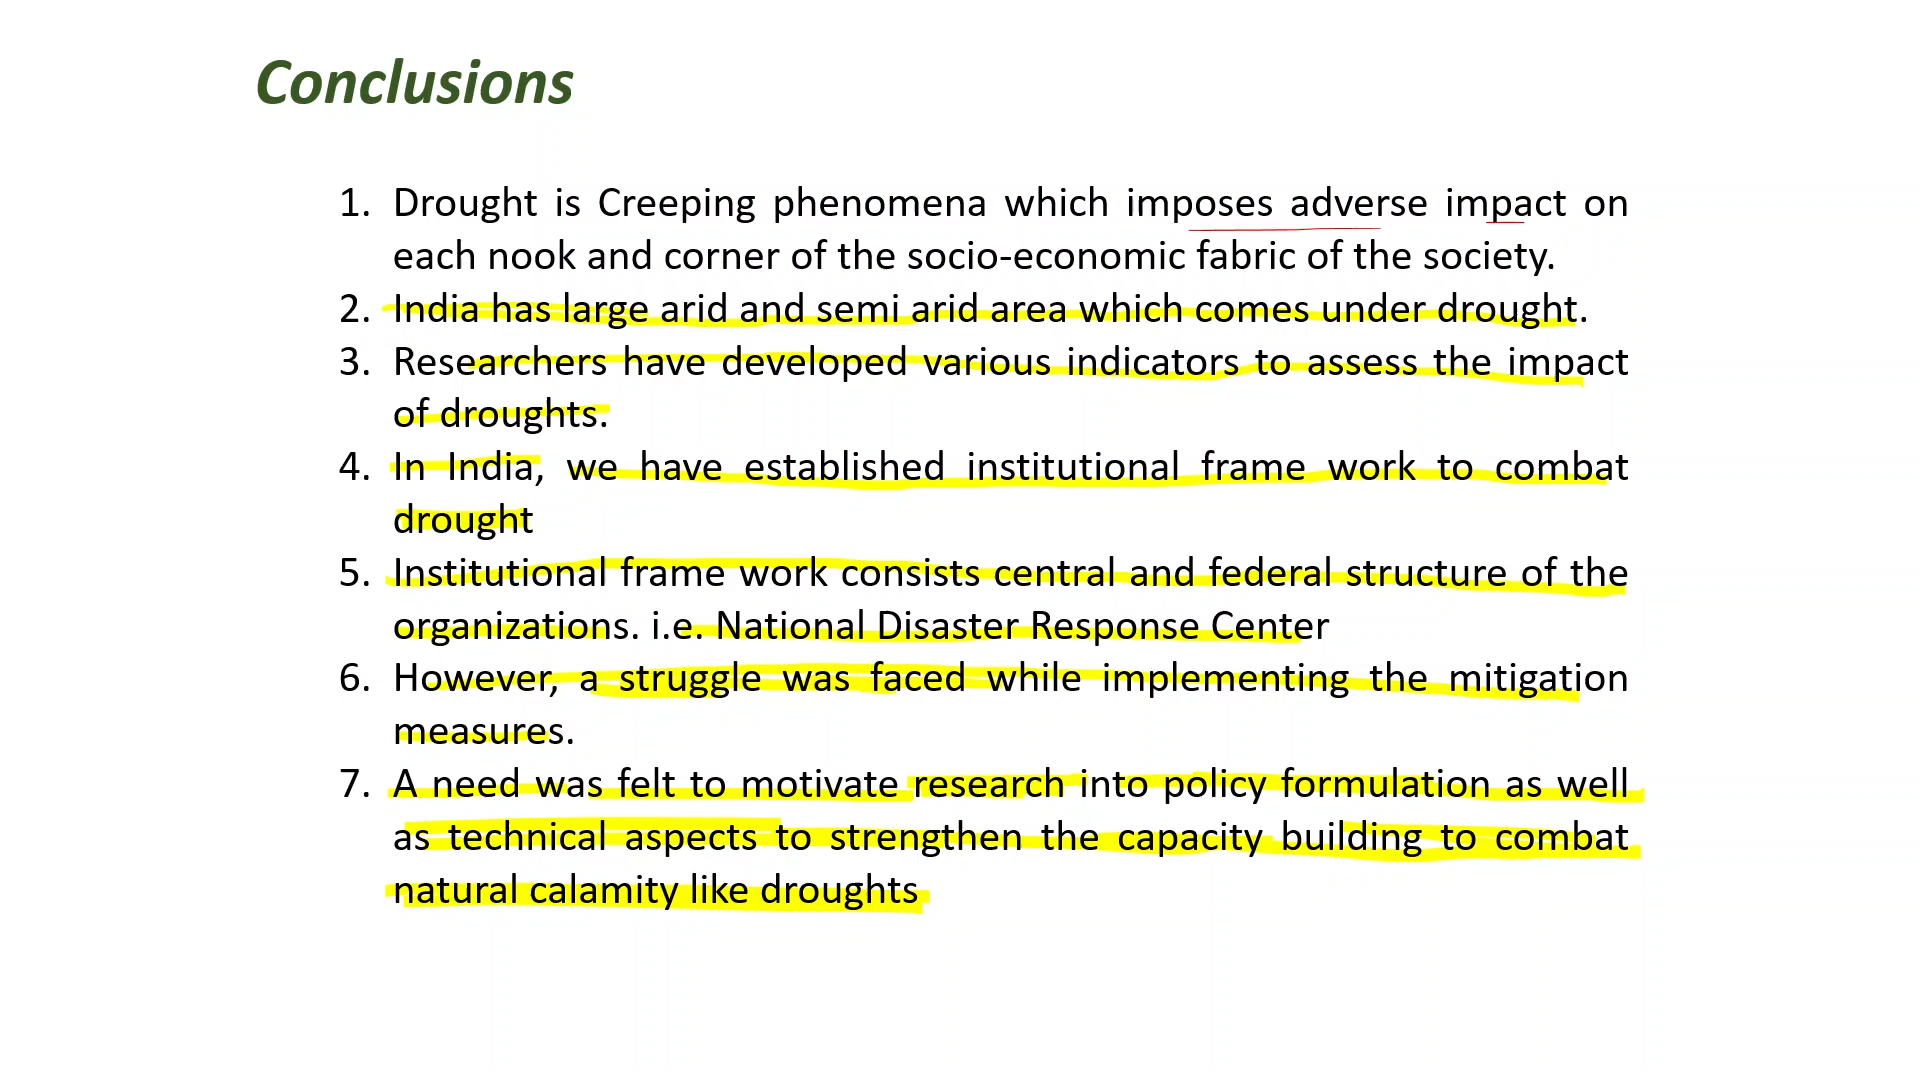 Conclusions
1. Drought is Creeping phenomena which imposes adverse impact on
each nook and corner of the socio-economic fabric of the society.
2. India has large arid and semi arid area which comes under drought.
3. Researchers have developed various indicators to assess the impact
of droughts.
4. In India, we have established institutional frame work to combat
drought
5. Institutional frame work consists central and federal structure of the
organizations. i.e. National Disaster Response Center
6. However, a struggle was faced while implementing the mitigation
measures.
7. A need was felt to motivate research into policy formulation as well
as technical aspects to strengthen the capacity building to combat
natural calamity like droughts